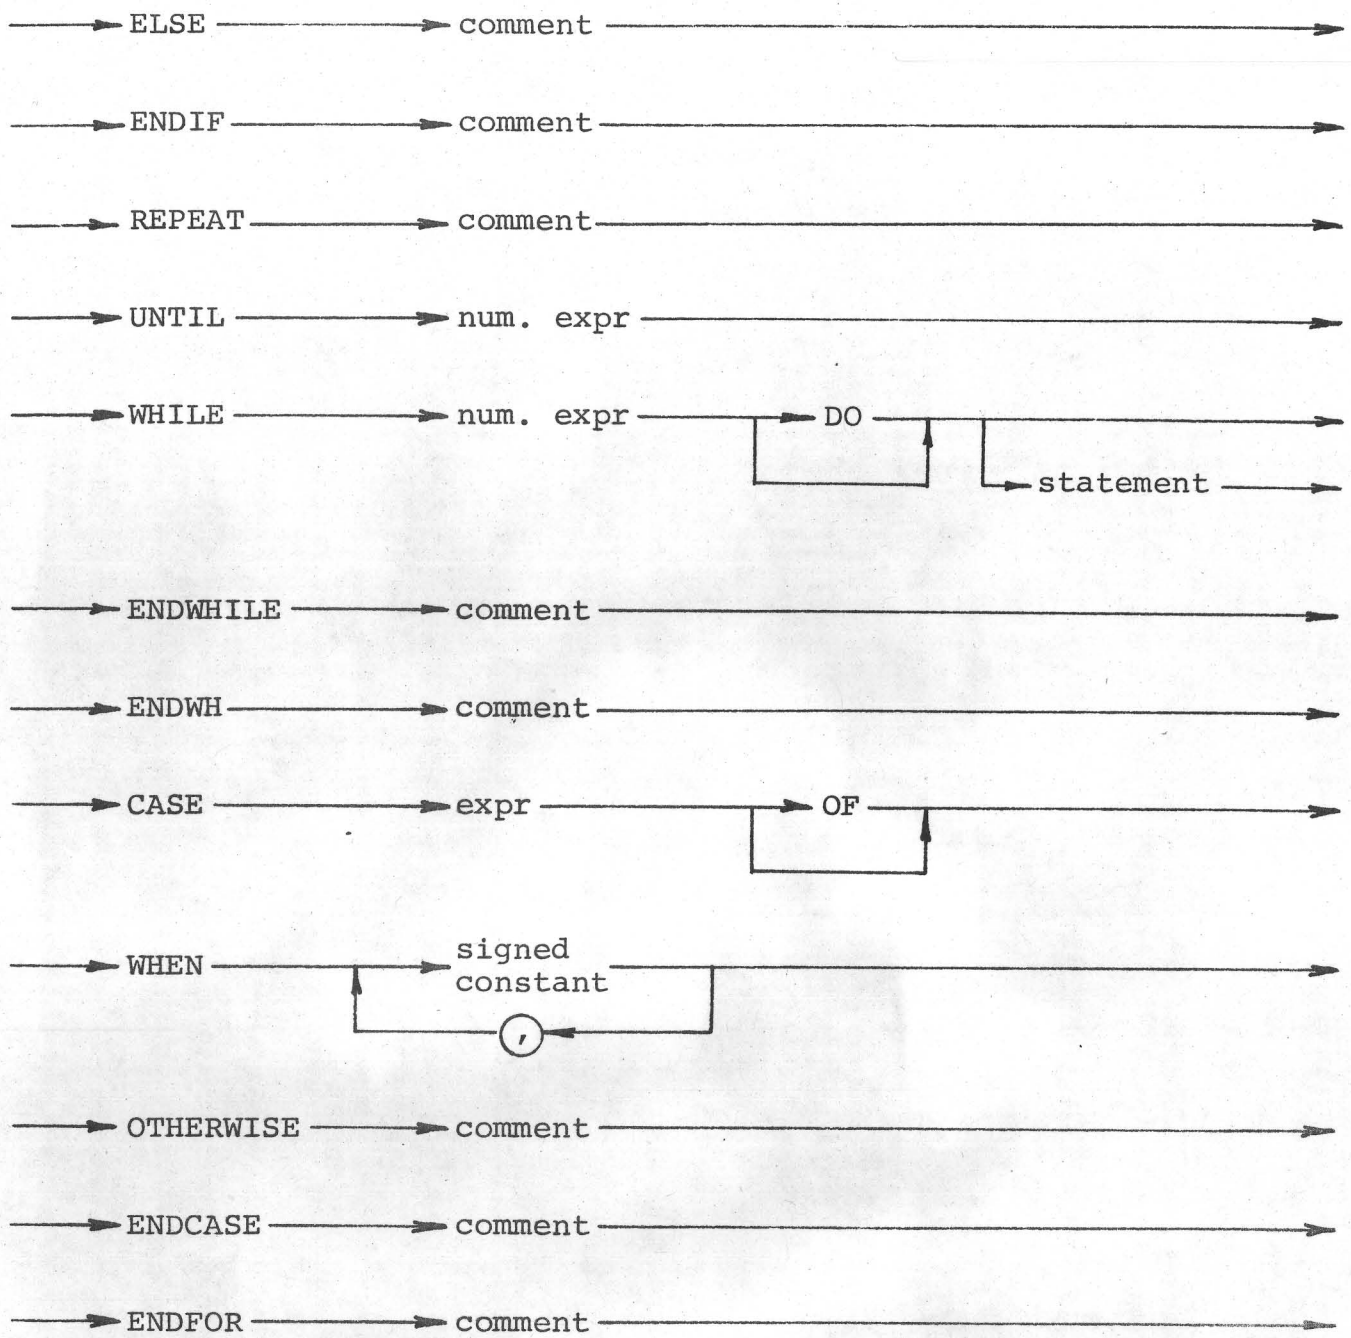 ELSE comment
ENDIF comment
REPEAT comment
UNTIL num. expr
WHILE num. expr DO
statement
ENDWHILE comment
ENDWH comment
CASE expr OF
WHEN signed
constant
,
OTHERWISE comment
ENDCASE comment
ENDFOR comment